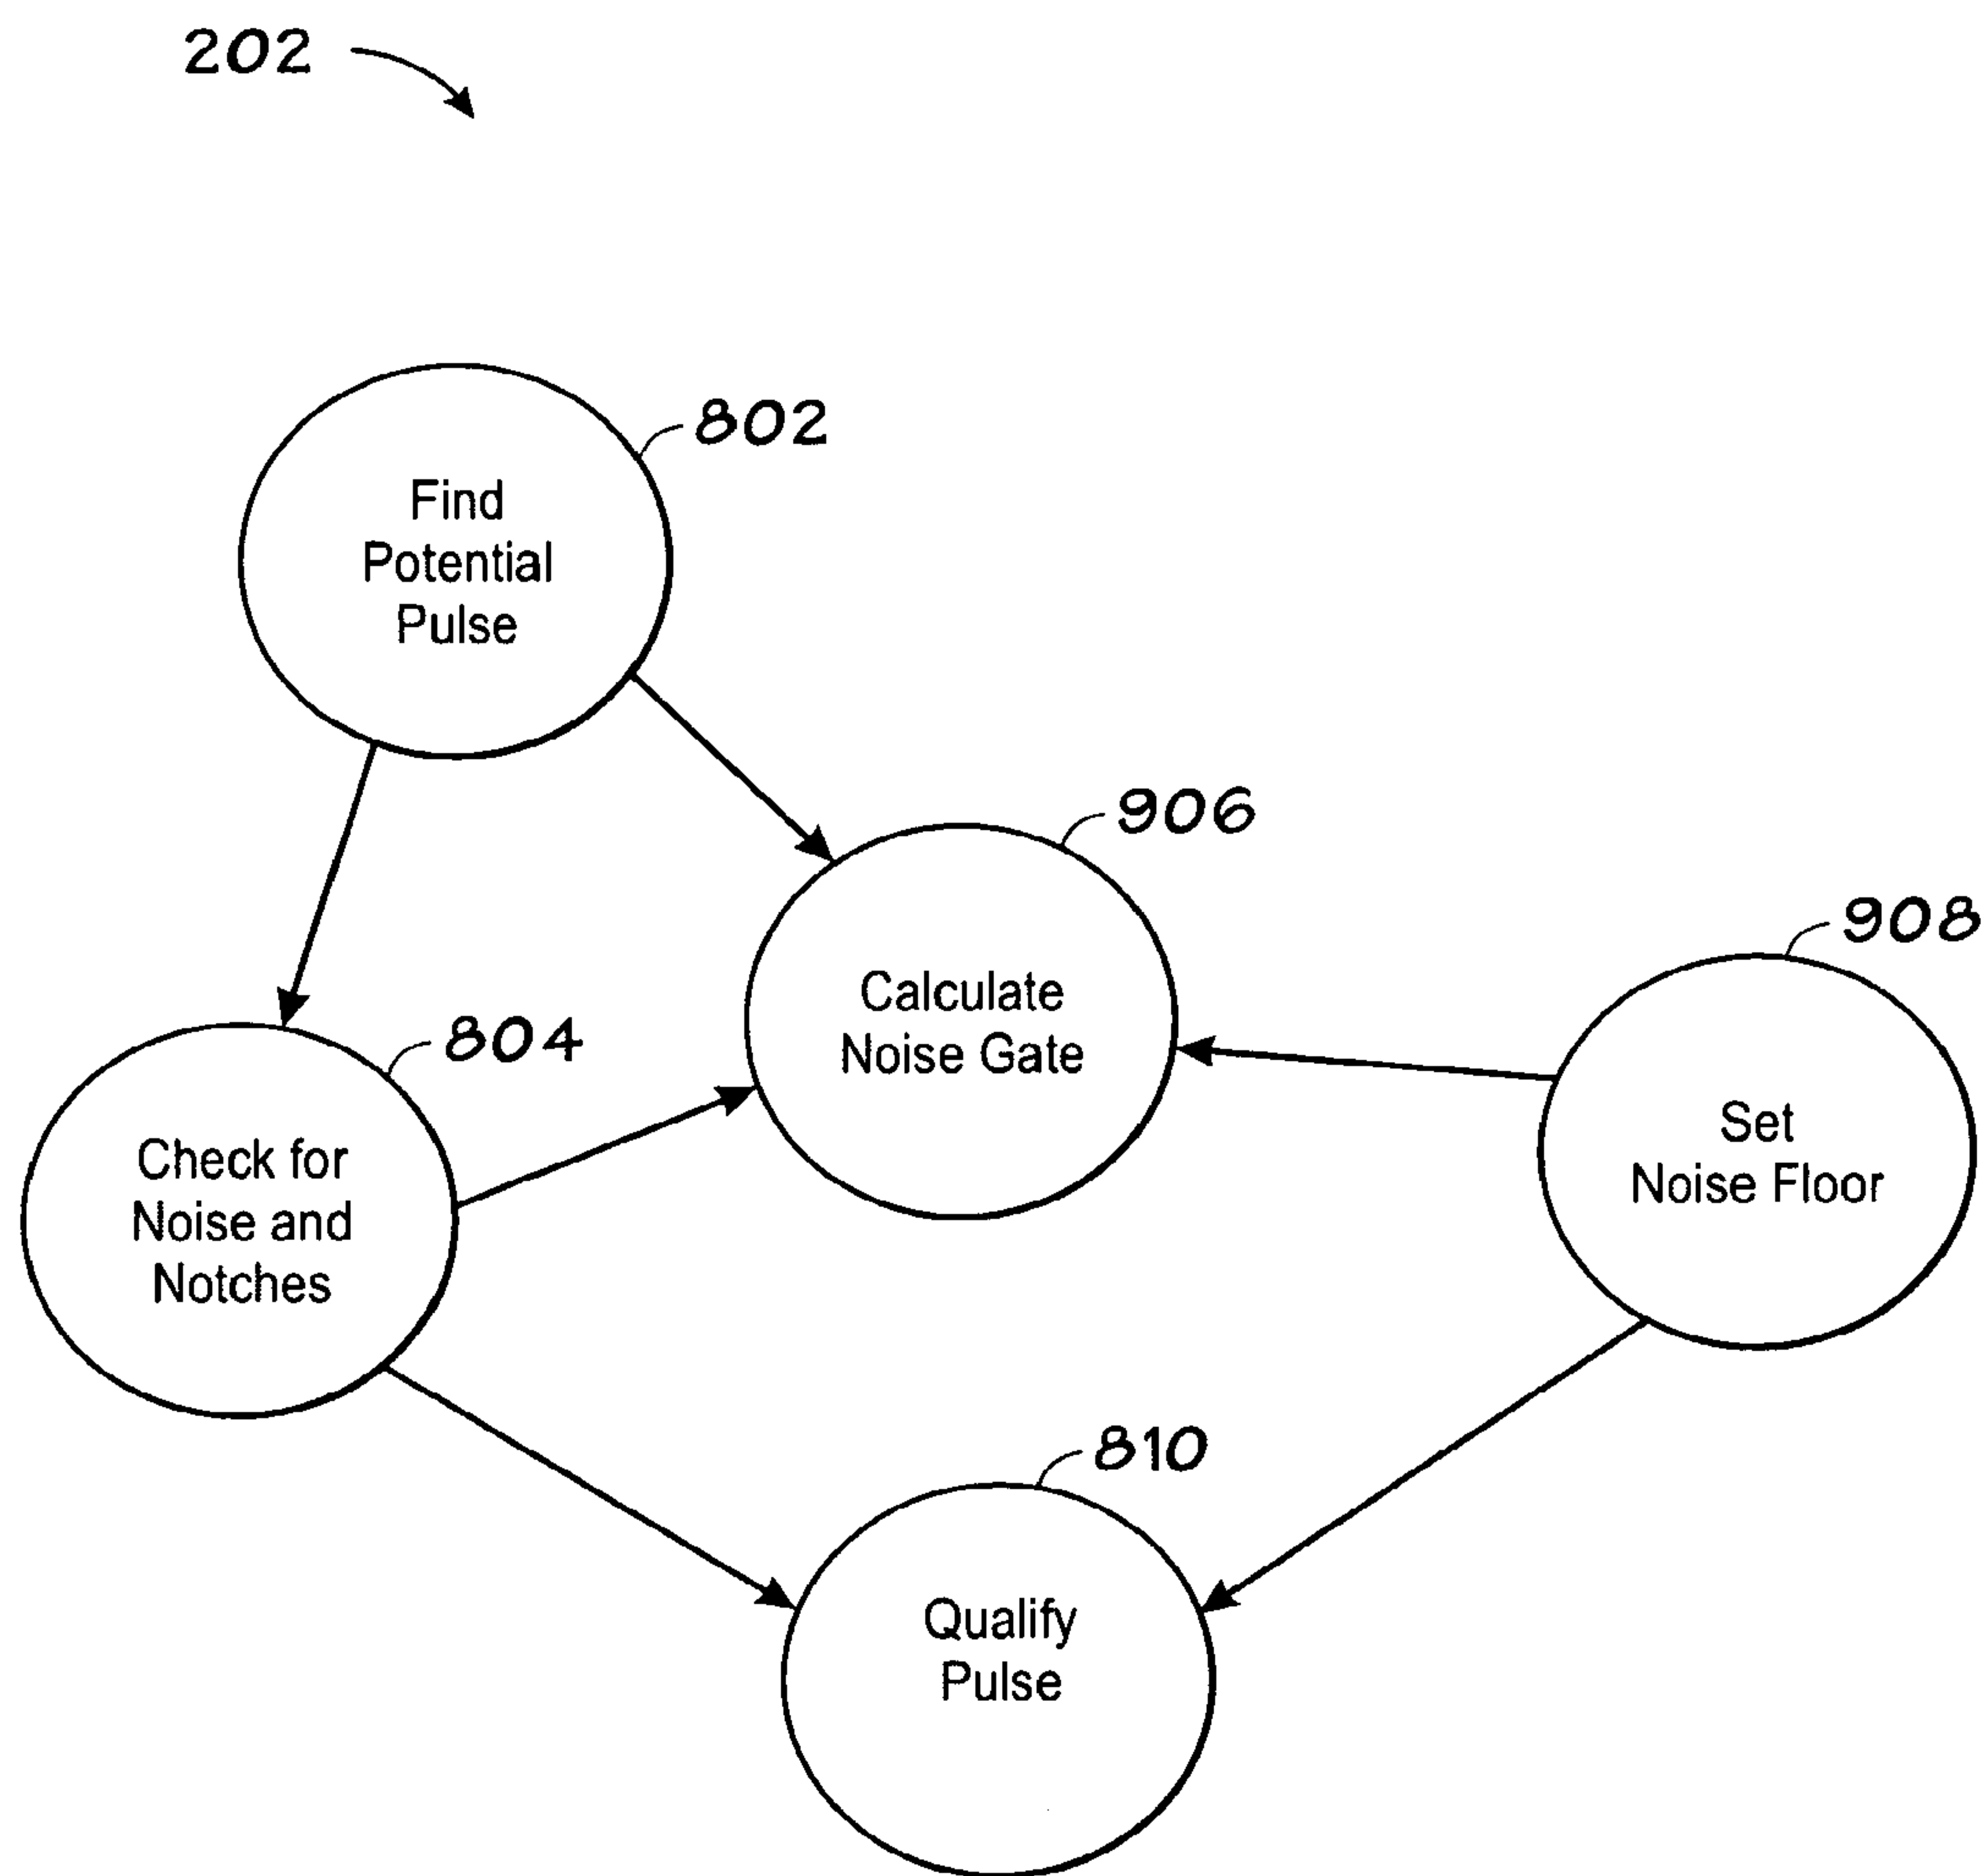 202
802
Find
Potential
Pulse
906
Calculate
Noise Gate
908
Set
Noise Floor
804
Check for
Noise and
Notches
810
Qualify
Pulse